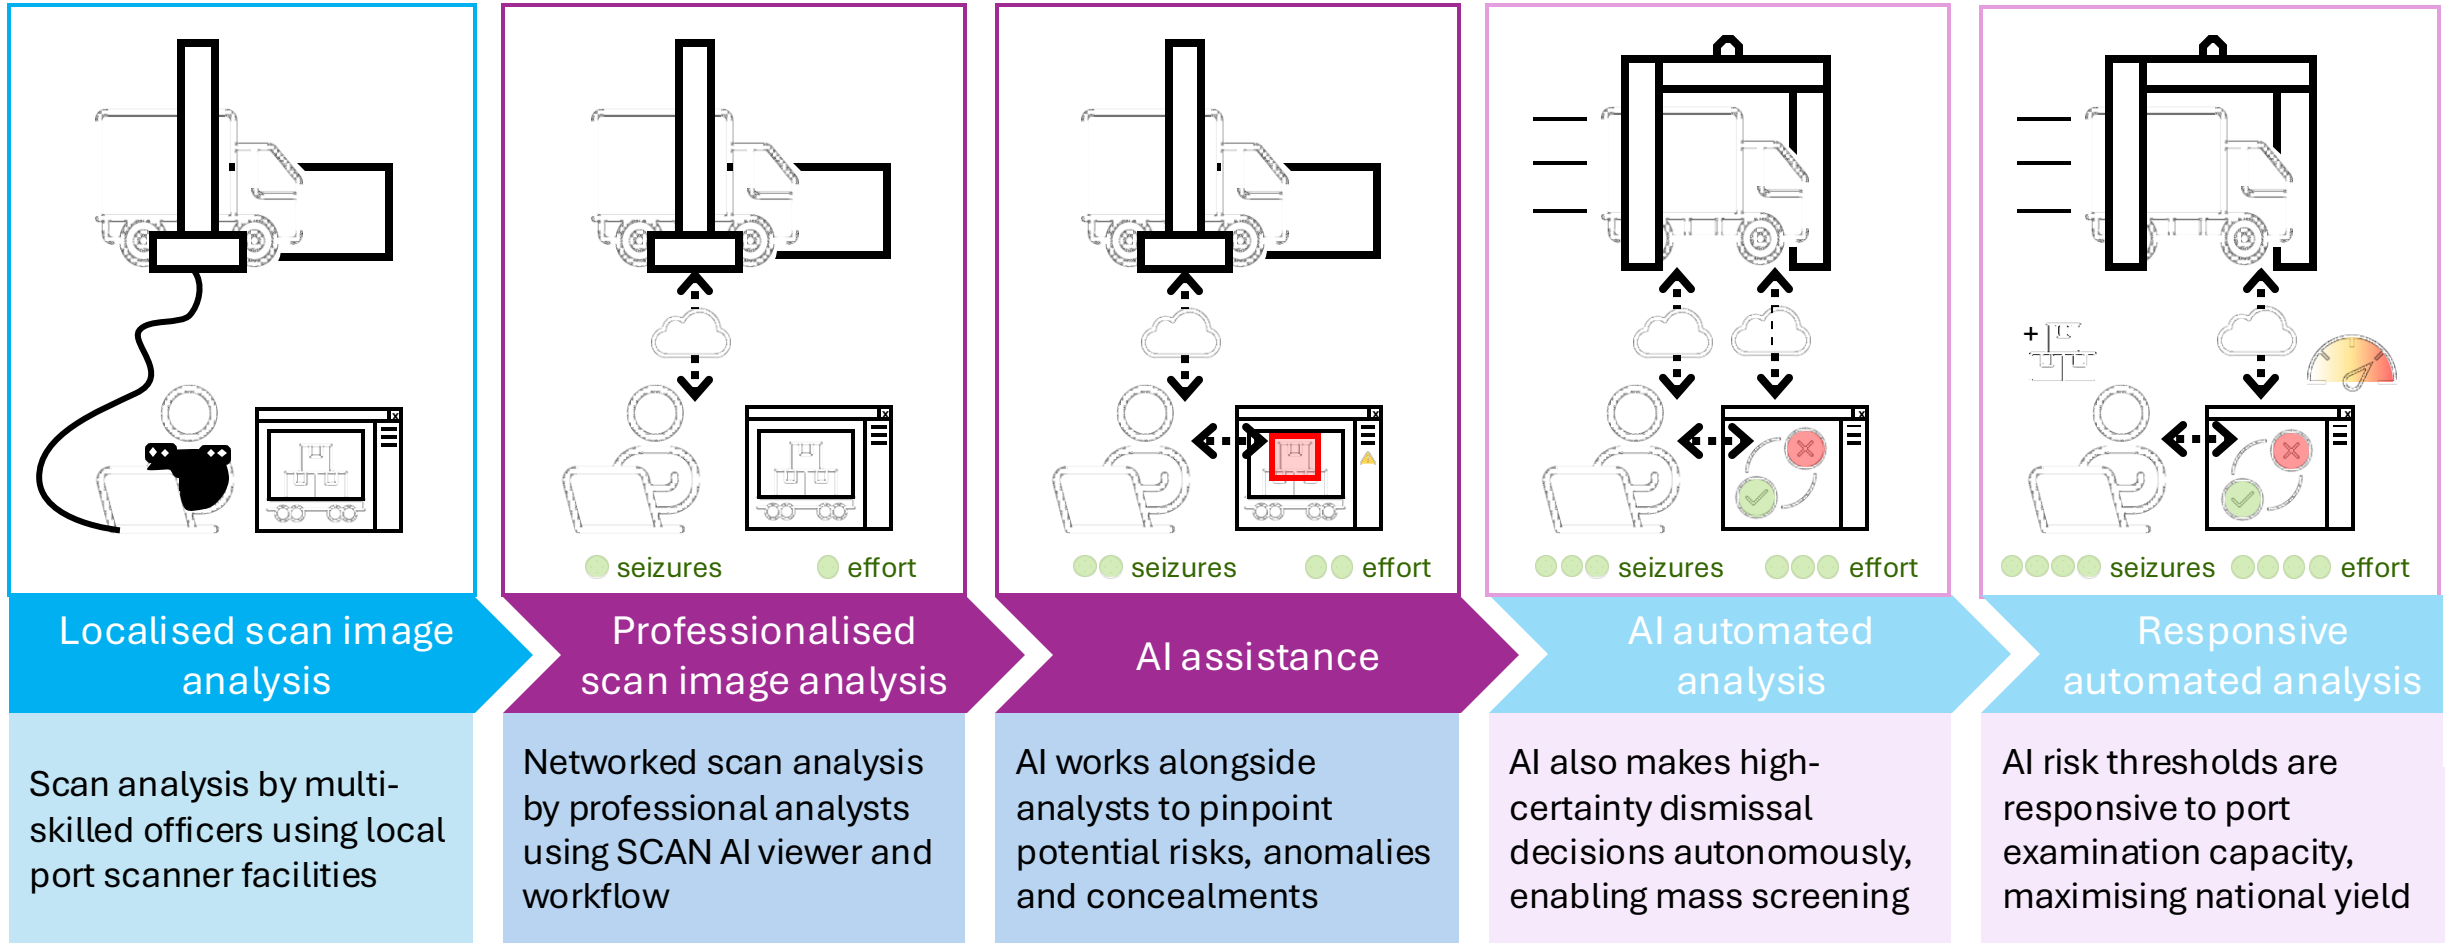 seizures
effort
seizures
effort
seizures
effort
+
seizures
effort
Localised scan image
analysis
Professionalised
scan image analysis
AI assistance
AI automated
analysis
Responsive
automated analysis
Scan analysis by multi-
skilled officers using local
port scanner facilities
Networked scan analysis
by professional analysts
using SCAN AI viewer and
workflow
AI works alongside
analysts to pinpoint
potential risks, anomalies
and concealments
AI also makes high-
certainty dismissal
decisions autonomously,
enabling mass screening
AI risk thresholds are
responsive to port
examination capacity,
maximising national yield